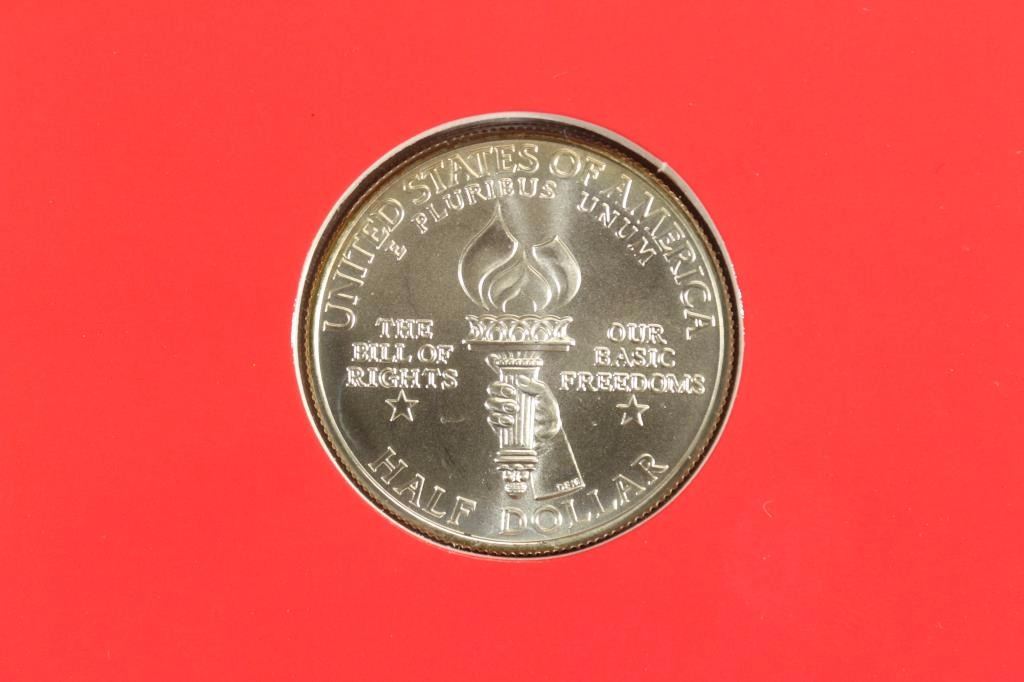 UNITED STATES OF AMERICA
E PLURIBUS UNUM
THE
BILL OF
RIGHTS
OUR
BASIC
FREEDOMS
HALF DOLLAR